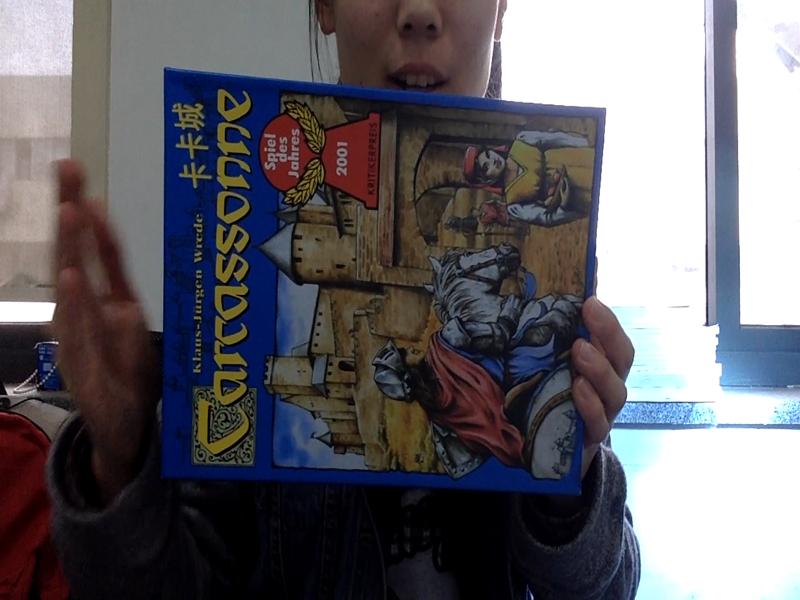 卡卡城
Klaus-Jürgen Wrede
Carcassonne
Spiel
des
Jahres
2001
KRITIKERPREIS